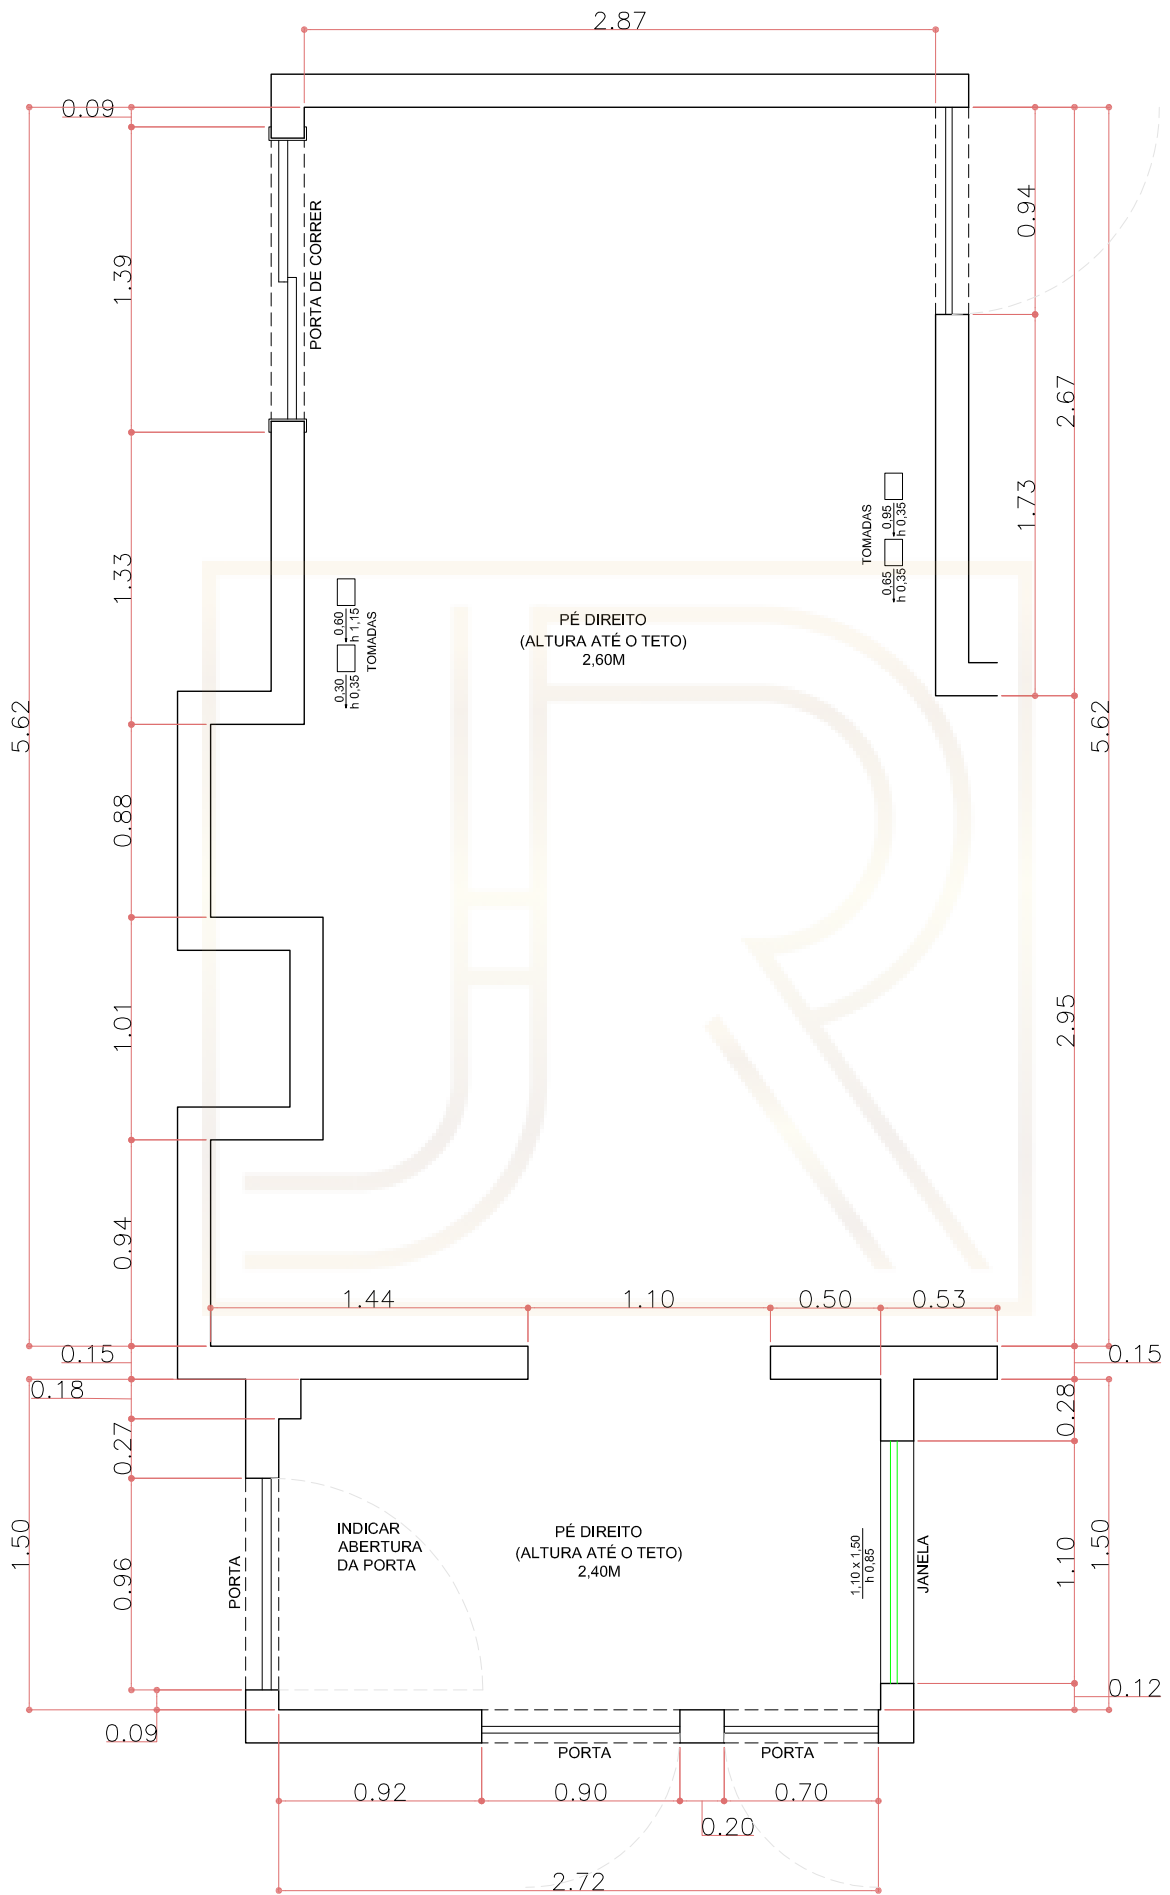 2.87
0.09
0.94
1.39
PORTA DE CORRER
2.67
1.73
TOMADAS
0,95
h 0,35
0,65
h 0,35
1.33
0,60
h 1,15
0,30
h 0,35
TOMADAS
PÉ DIREITO
(ALTURA ATÉ O TETO)
2,60M
5.62
5.62
0.88
1.01
2.95
0.94
1.44
1.10
0.50
0.53
0.15
0.15
0.18
0.28
0.27
1.50
0.96
PORTA
INDICAR
ABERTURA
DA PORTA
PÉ DIREITO
(ALTURA ATÉ O TETO)
2,40M
1,10 x 1,50
h 0,85
JANELA
1.10
1.50
0.12
0.09
PORTA
PORTA
0.92
0.90
0.70
0.20
2.72
JR